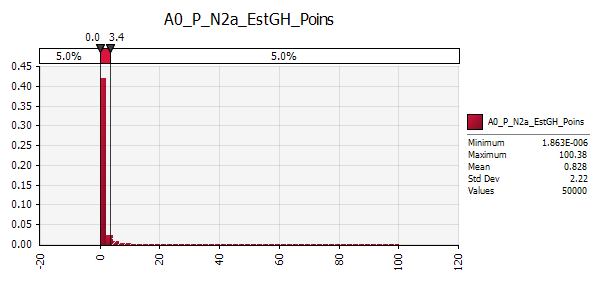 A0_P_N2a_EstGH_Poins
0.0 3.4
5.0% 5.0%
0.45
0.40
0.35
0.30
0.25
0.20
0.15
0.10
0.05
0.00
-20 0 20 40 60 80 100 120
A0_P_N2a_EstGH_Poins
Minimum 1.863E-006
Maximum 100.38
Mean 0.828
Std Dev 2.22
Values 50000